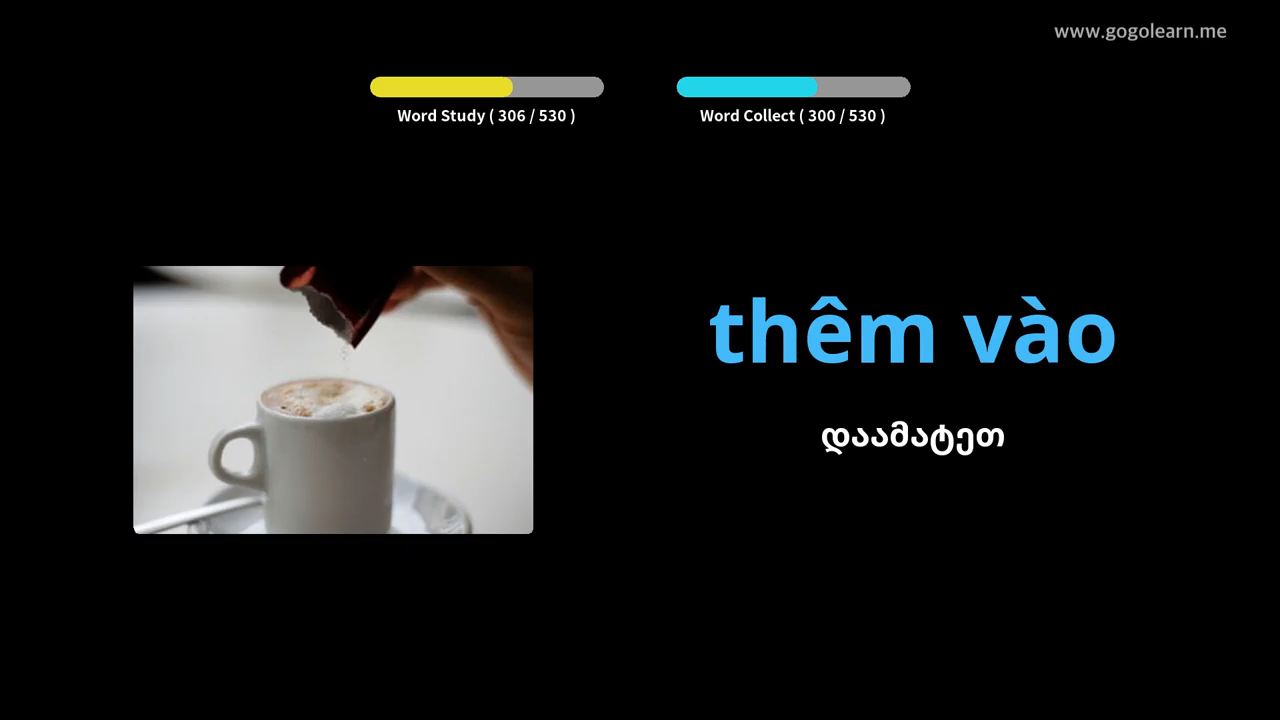 www.gogolearn.me
Word Study ( 306 / 530 )
Word Collect ( 300 / 530 )
thêm vào
დაამატეთ